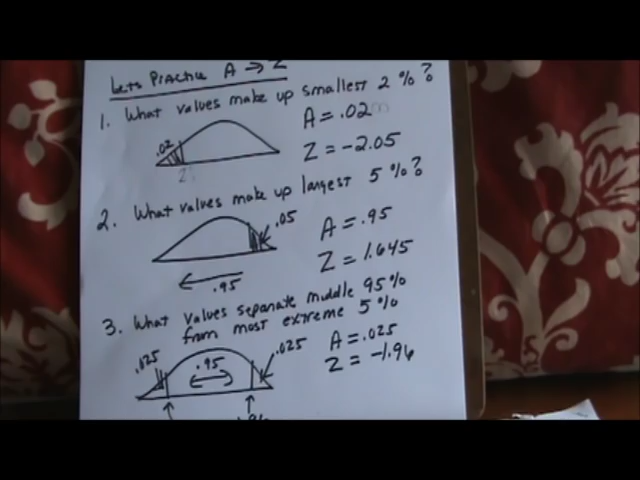 Lets Practice A → Z
1. What values make up smallest 2 %?
.02
A = .02
Z = -2.05
2. What values make up largest 5 %?
.05
.95
A = .95
Z = 1.645
3. What values separate middle 95%
from most extreme 5 %
.025
.95
.025
A = .025
Z = -1.96